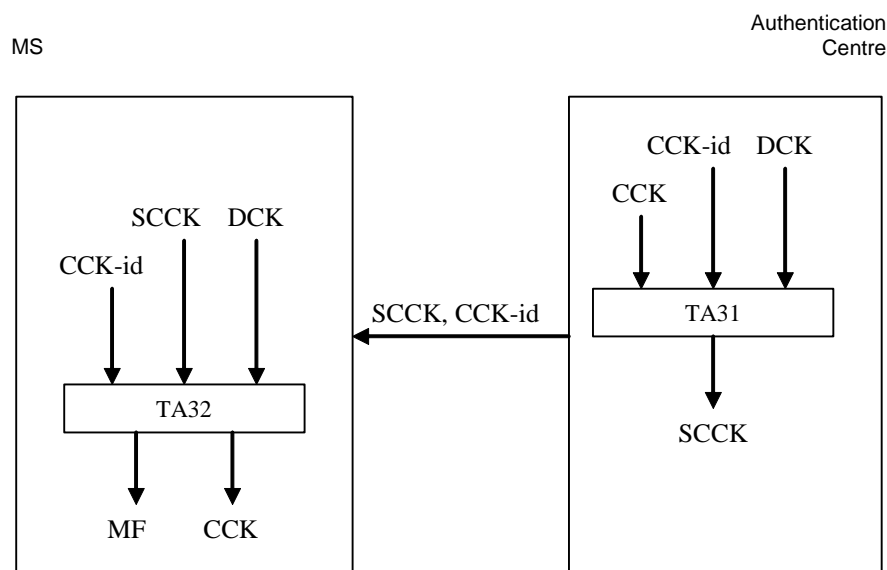 MS
Authentication
Centre
CCK-id DCK
CCK
SCCK DCK
CCK-id
SCCK, CCK-id
TA31
TA32
SCCK
MF CCK